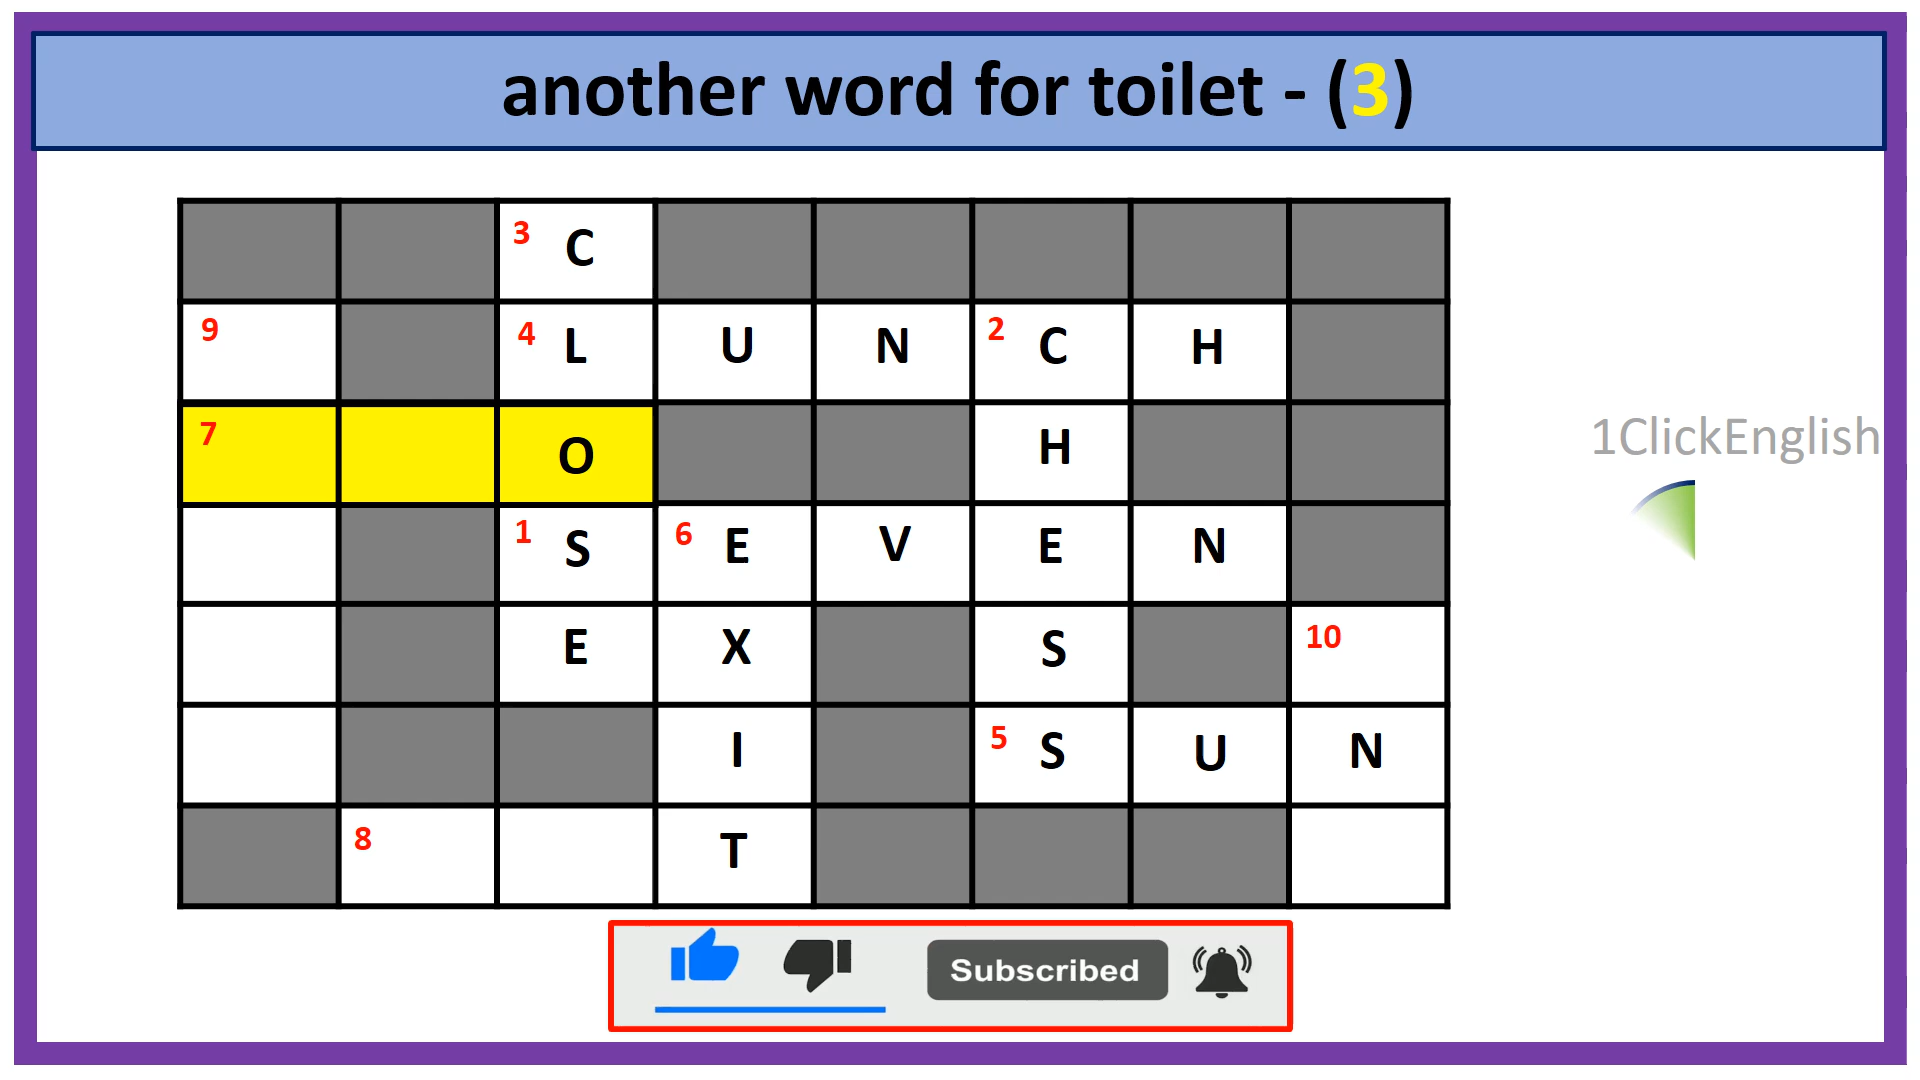 another word for toilet - (3)
3 C
9 4 L U N 2 C H
7 O H
1 S 6 E V E N
E X S 10
I 5 S U N
8 T
1ClickEnglish
Subscribed